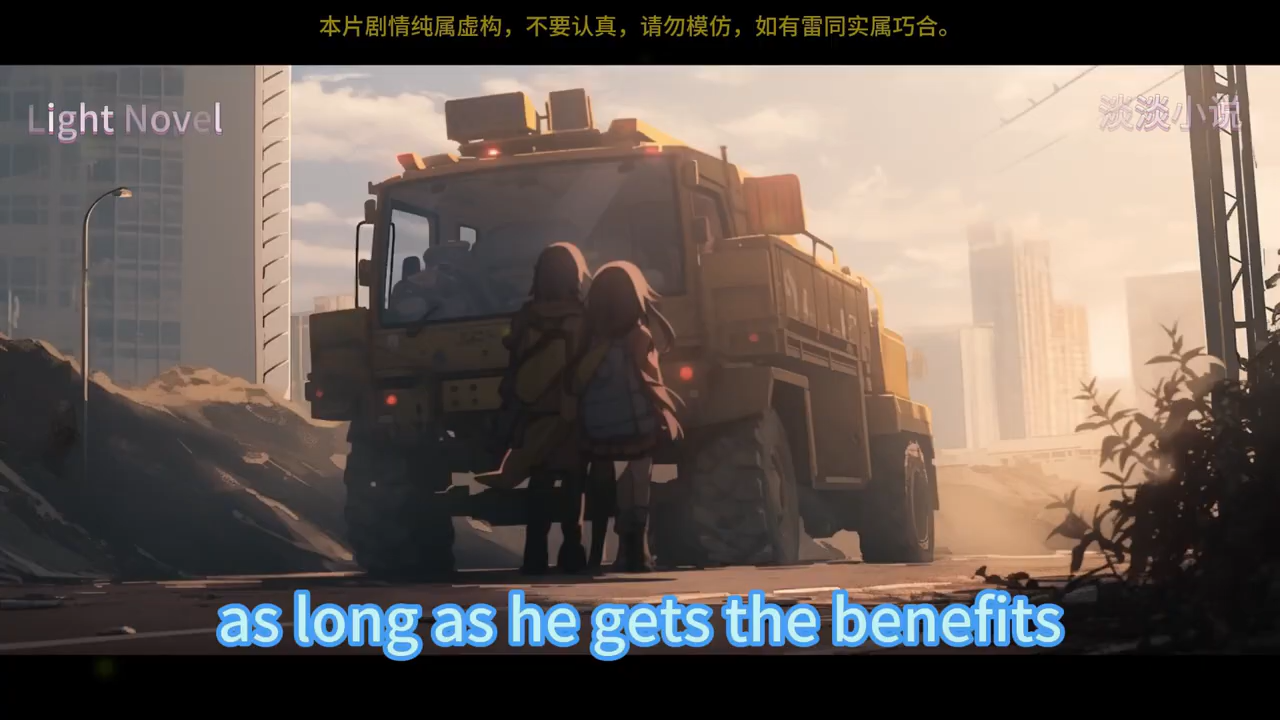 本片剧情纯属虚构，不要认真，请勿模仿，如有雷同实属巧合。
Light Novel
淡淡小说
as long as he gets the benefits